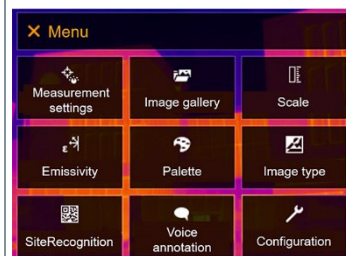 × Menu
Measurement
settings
Image gallery
Scale
ε
Emissivity
Palette
Image type
SiteRecognition
Voice
annotation
Configuration